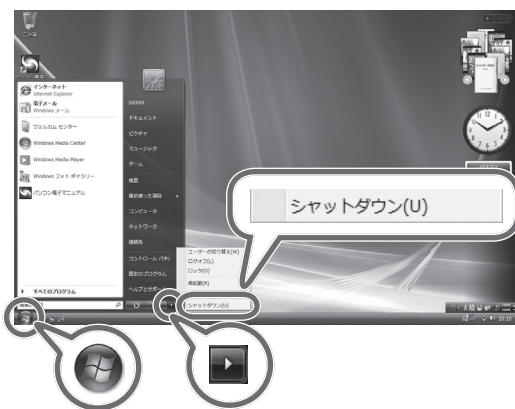 ごみ箱
インターネット
Internet Explorer
電子メール
Windows メール
ウェルカム センター
Windows Media Center
Windows Media Player
Windows フォト ギャラリー
パソコン電子マニュアル
すべてのプログラム
XXXXX
ドキュメント
ピクチャ
ミュージック
ゲーム
検索
最近使った項目
コンピュータ
ネットワーク
接続先
コントロール パネ
既定のプログラム
ヘルプとサポート
ユーザーの切り替え(W)
ログオフ(L)
ロック(O)
再起動(R)
シャットダウン(U)
シャットダウン(U)
10:10